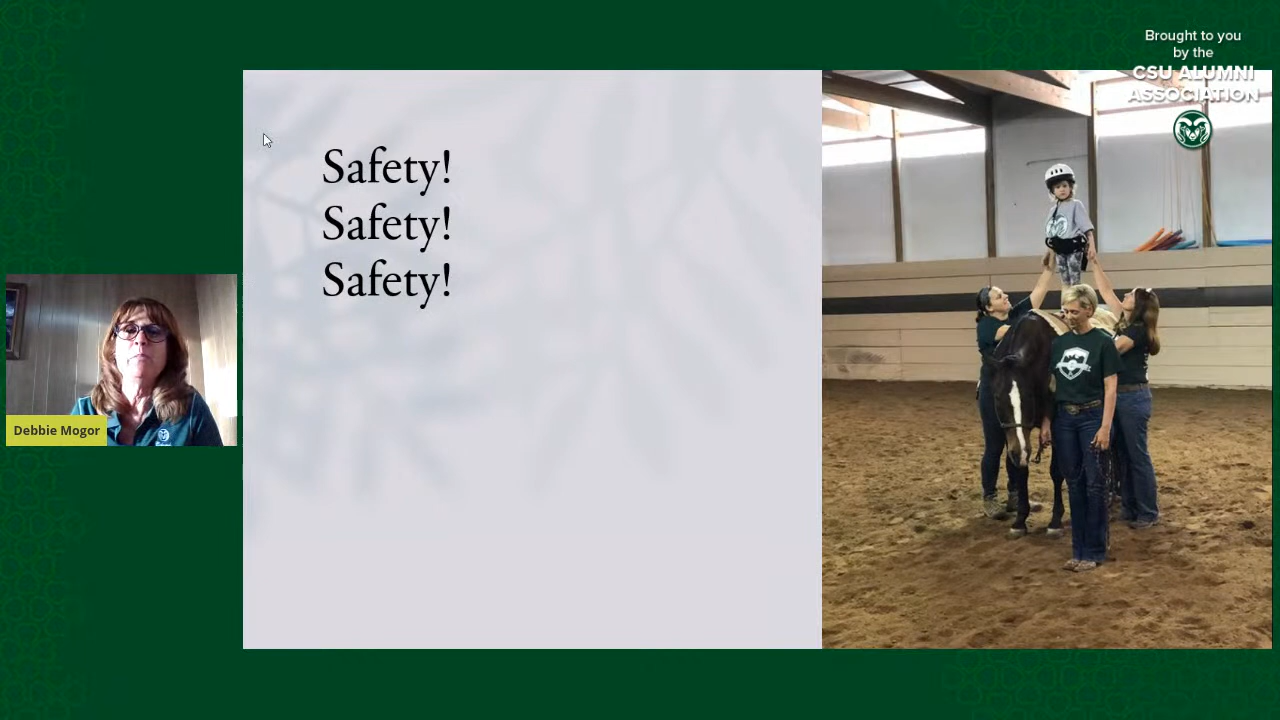 Brought to you
by the
CSU ALUMNI
ASSOCIATION
Safety!
Safety!
Safety!
Debbie Mogor